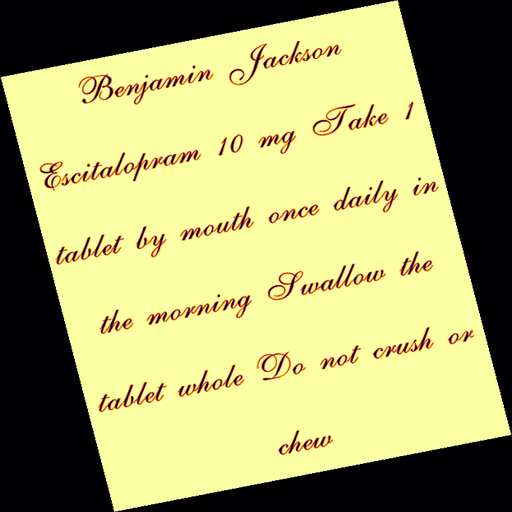 Benjamin Jackson
Escitalopram 10 mg Take 1
tablet by mouth once daily in
the morning Swallow the
tablet whole Do not crush or
chew